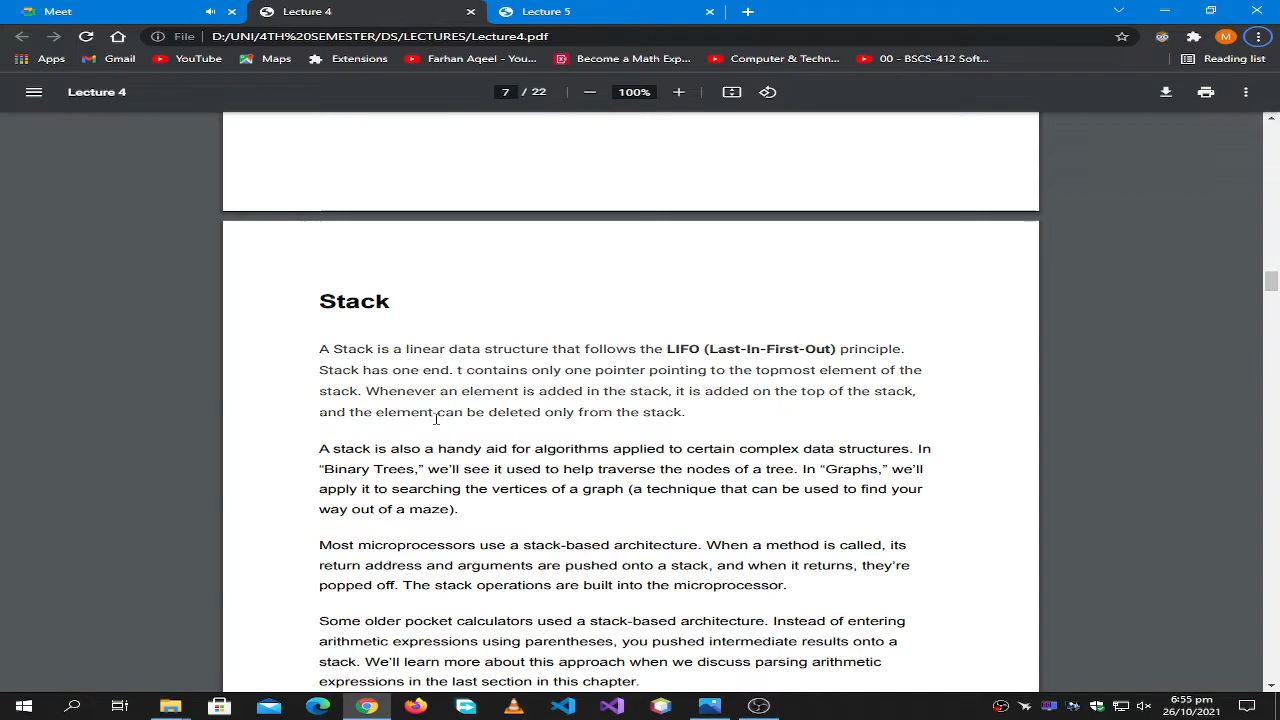 Meet
Lecture 4
Lecture 5
File
D:/UNI/4TH%20SEMESTER/DS/LECTURES/Lecture4.pdf
M
Apps
Gmail
YouTube
Maps
Extensions
Farhan Aqeel - You...
Become a Math Exp...
Computer & Techn...
00 - BSCS-412 Soft...
Reading list
Lecture 4
7 / 22
100%
Stack
A Stack is a linear data structure that follows the LIFO (Last-In-First-Out) principle.
Stack has one end. t contains only one pointer pointing to the topmost element of the
stack. Whenever an element is added in the stack, it is added on the top of the stack,
and the element can be deleted only from the stack.
A stack is also a handy aid for algorithms applied to certain complex data structures. In
“Binary Trees,” we’ll see it used to help traverse the nodes of a tree. In “Graphs,” we’ll
apply it to searching the vertices of a graph (a technique that can be used to find your
way out of a maze).
Most microprocessors use a stack-based architecture. When a method is called, its
return address and arguments are pushed onto a stack, and when it returns, they’re
popped off. The stack operations are built into the microprocessor.
Some older pocket calculators used a stack-based architecture. Instead of entering
arithmetic expressions using parentheses, you pushed intermediate results onto a
stack. We’ll learn more about this approach when we discuss parsing arithmetic
expressions in the last section in this chapter.
6:55 pm
26/10/2021